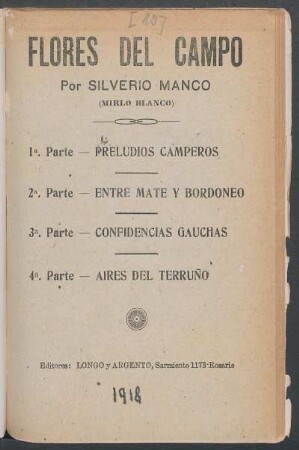 [10]
FLORES DEL CAMPO
Por SILVERIO MANCO
(MIRLO BLANCO)
1ª. Parte — PRELUDIOS CAMPEROS
2ª. Parte — ENTRE MATE Y BORDONEO
3ª. Parte — CONFIDENCIAS GAUCHAS
4ª. Parte — AIRES DEL TERRUÑO
Editores: LONGO y ARGENTO, Sarmiento 1173-Rosario
1918